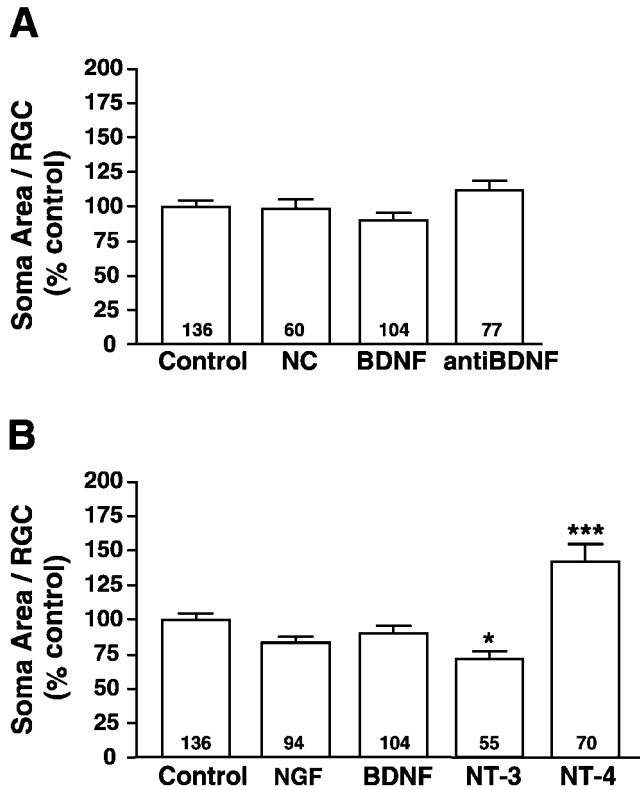 A
Soma Area / RGC
(% control)
200
175
150
125
100
75
50
25
0
136 60 104 77
Control NC BDNF antiBDNF
B
Soma Area / RGC
(% control)
200
175
150
125
100
75
50
25
0
***
*
136 94 104 55 70
Control NGF BDNF NT-3 NT-4